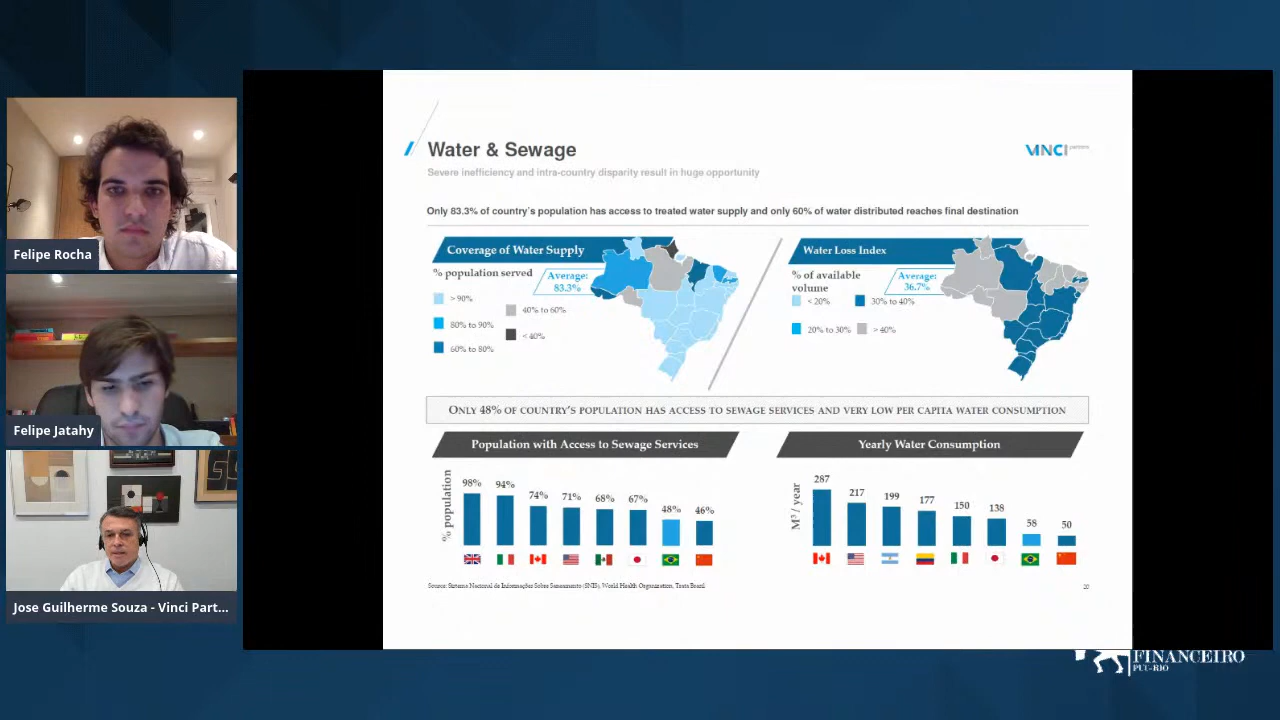 Felipe Rocha
Felipe Jatahy
Jose Guilherme Souza - Vinci Part...
Water & Sewage
VINCI partners
Severe inefficiency and intra-country disparity result in huge opportunity
Only 83.3% of country's population has access to treated water supply and only 60% of water distributed reaches final destination
Coverage of Water Supply
% population served
Average:
83.3%
> 90%
80% to 90%
60% to 80%
40% to 60%
< 40%
Water Loss Index
% of available
volume
Average:
36.7%
< 20%
30% to 40%
20% to 30%
> 40%
ONLY 48% OF COUNTRY'S POPULATION HAS ACCESS TO SEWAGE SERVICES AND VERY LOW PER CAPITA WATER CONSUMPTION
Population with Access to Sewage Services
% population
98%
94%
74%
71%
68%
67%
48%
46%
Yearly Water Consumption
M³ / year
287
217
199
177
150
138
58
50
Source: Sistema Nacional de Informações Sobre Saneamento (SNIS), World Health Organization, Trata Brasil
20
FINANCEIRO
PUC-RIO